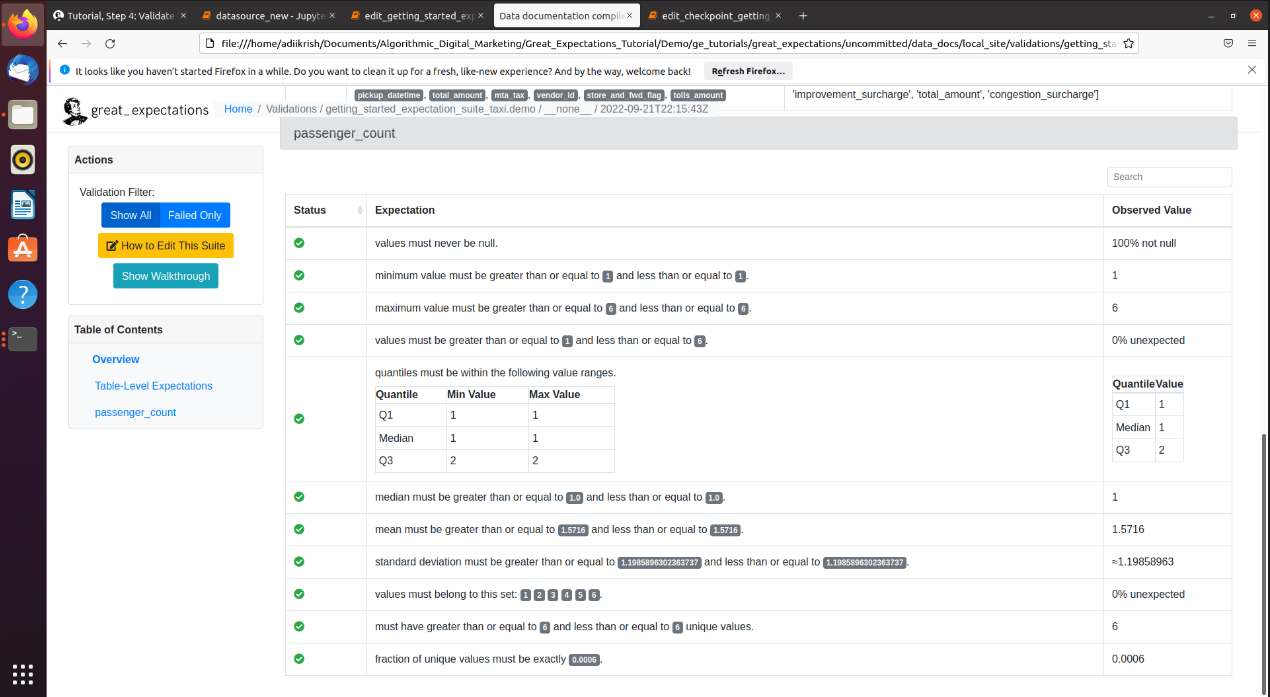 Tutorial, Step 4: Validate
datasource_new - Jupyte
edit_getting_started_exp
Data documentation compile
edit_checkpoint_getting_
file:///home/adiikrish/Documents/Algorithmic_Digital_Marketing/Great_Expectations_Tutorial/Demo/ge_tutorials/great_expectations/uncommitted/data_docs/local_site/validations/getting_sta
It looks like you haven't started Firefox in a while. Do you want to clean it up for a fresh, like-new experience? And by the way, welcome back!
Refresh Firefox...
pickup_datetime, total_amount, mta_tax, vendor_id, store_and_fwd_flag, tolls_amount
'improvement_surcharge', 'total_amount', 'congestion_surcharge']
great_expectations
Home / Validations / getting_started_expectation_suite_taxi.demo / __none__ / 2022-09-21T22:15:43Z
passenger_count
Actions
Validation Filter:
Show All Failed Only
How to Edit This Suite
Show Walkthrough
Table of Contents
Overview
Table-Level Expectations
passenger_count
Search
Status Expectation Observed Value
values must never be null. 100% not null
minimum value must be greater than or equal to 1 and less than or equal to 1. 1
maximum value must be greater than or equal to 6 and less than or equal to 6. 6
values must be greater than or equal to 1 and less than or equal to 6. 0% unexpected
quantiles must be within the following value ranges.
Quantile Min Value Max Value
Q1 1 1
Median 1 1
Q3 2 2
Quantile Value
Q1 1
Median 1
Q3 2
median must be greater than or equal to 1.0 and less than or equal to 1.0. 1
mean must be greater than or equal to 1.5716 and less than or equal to 1.5716. 1.5716
standard deviation must be greater than or equal to 1.1985896302363737 and less than or equal to 1.1985896302363737. ≈1.19858963
values must belong to this set: 1 2 3 4 5 6. 0% unexpected
must have greater than or equal to 6 and less than or equal to 6 unique values. 6
fraction of unique values must be exactly 0.0006. 0.0006